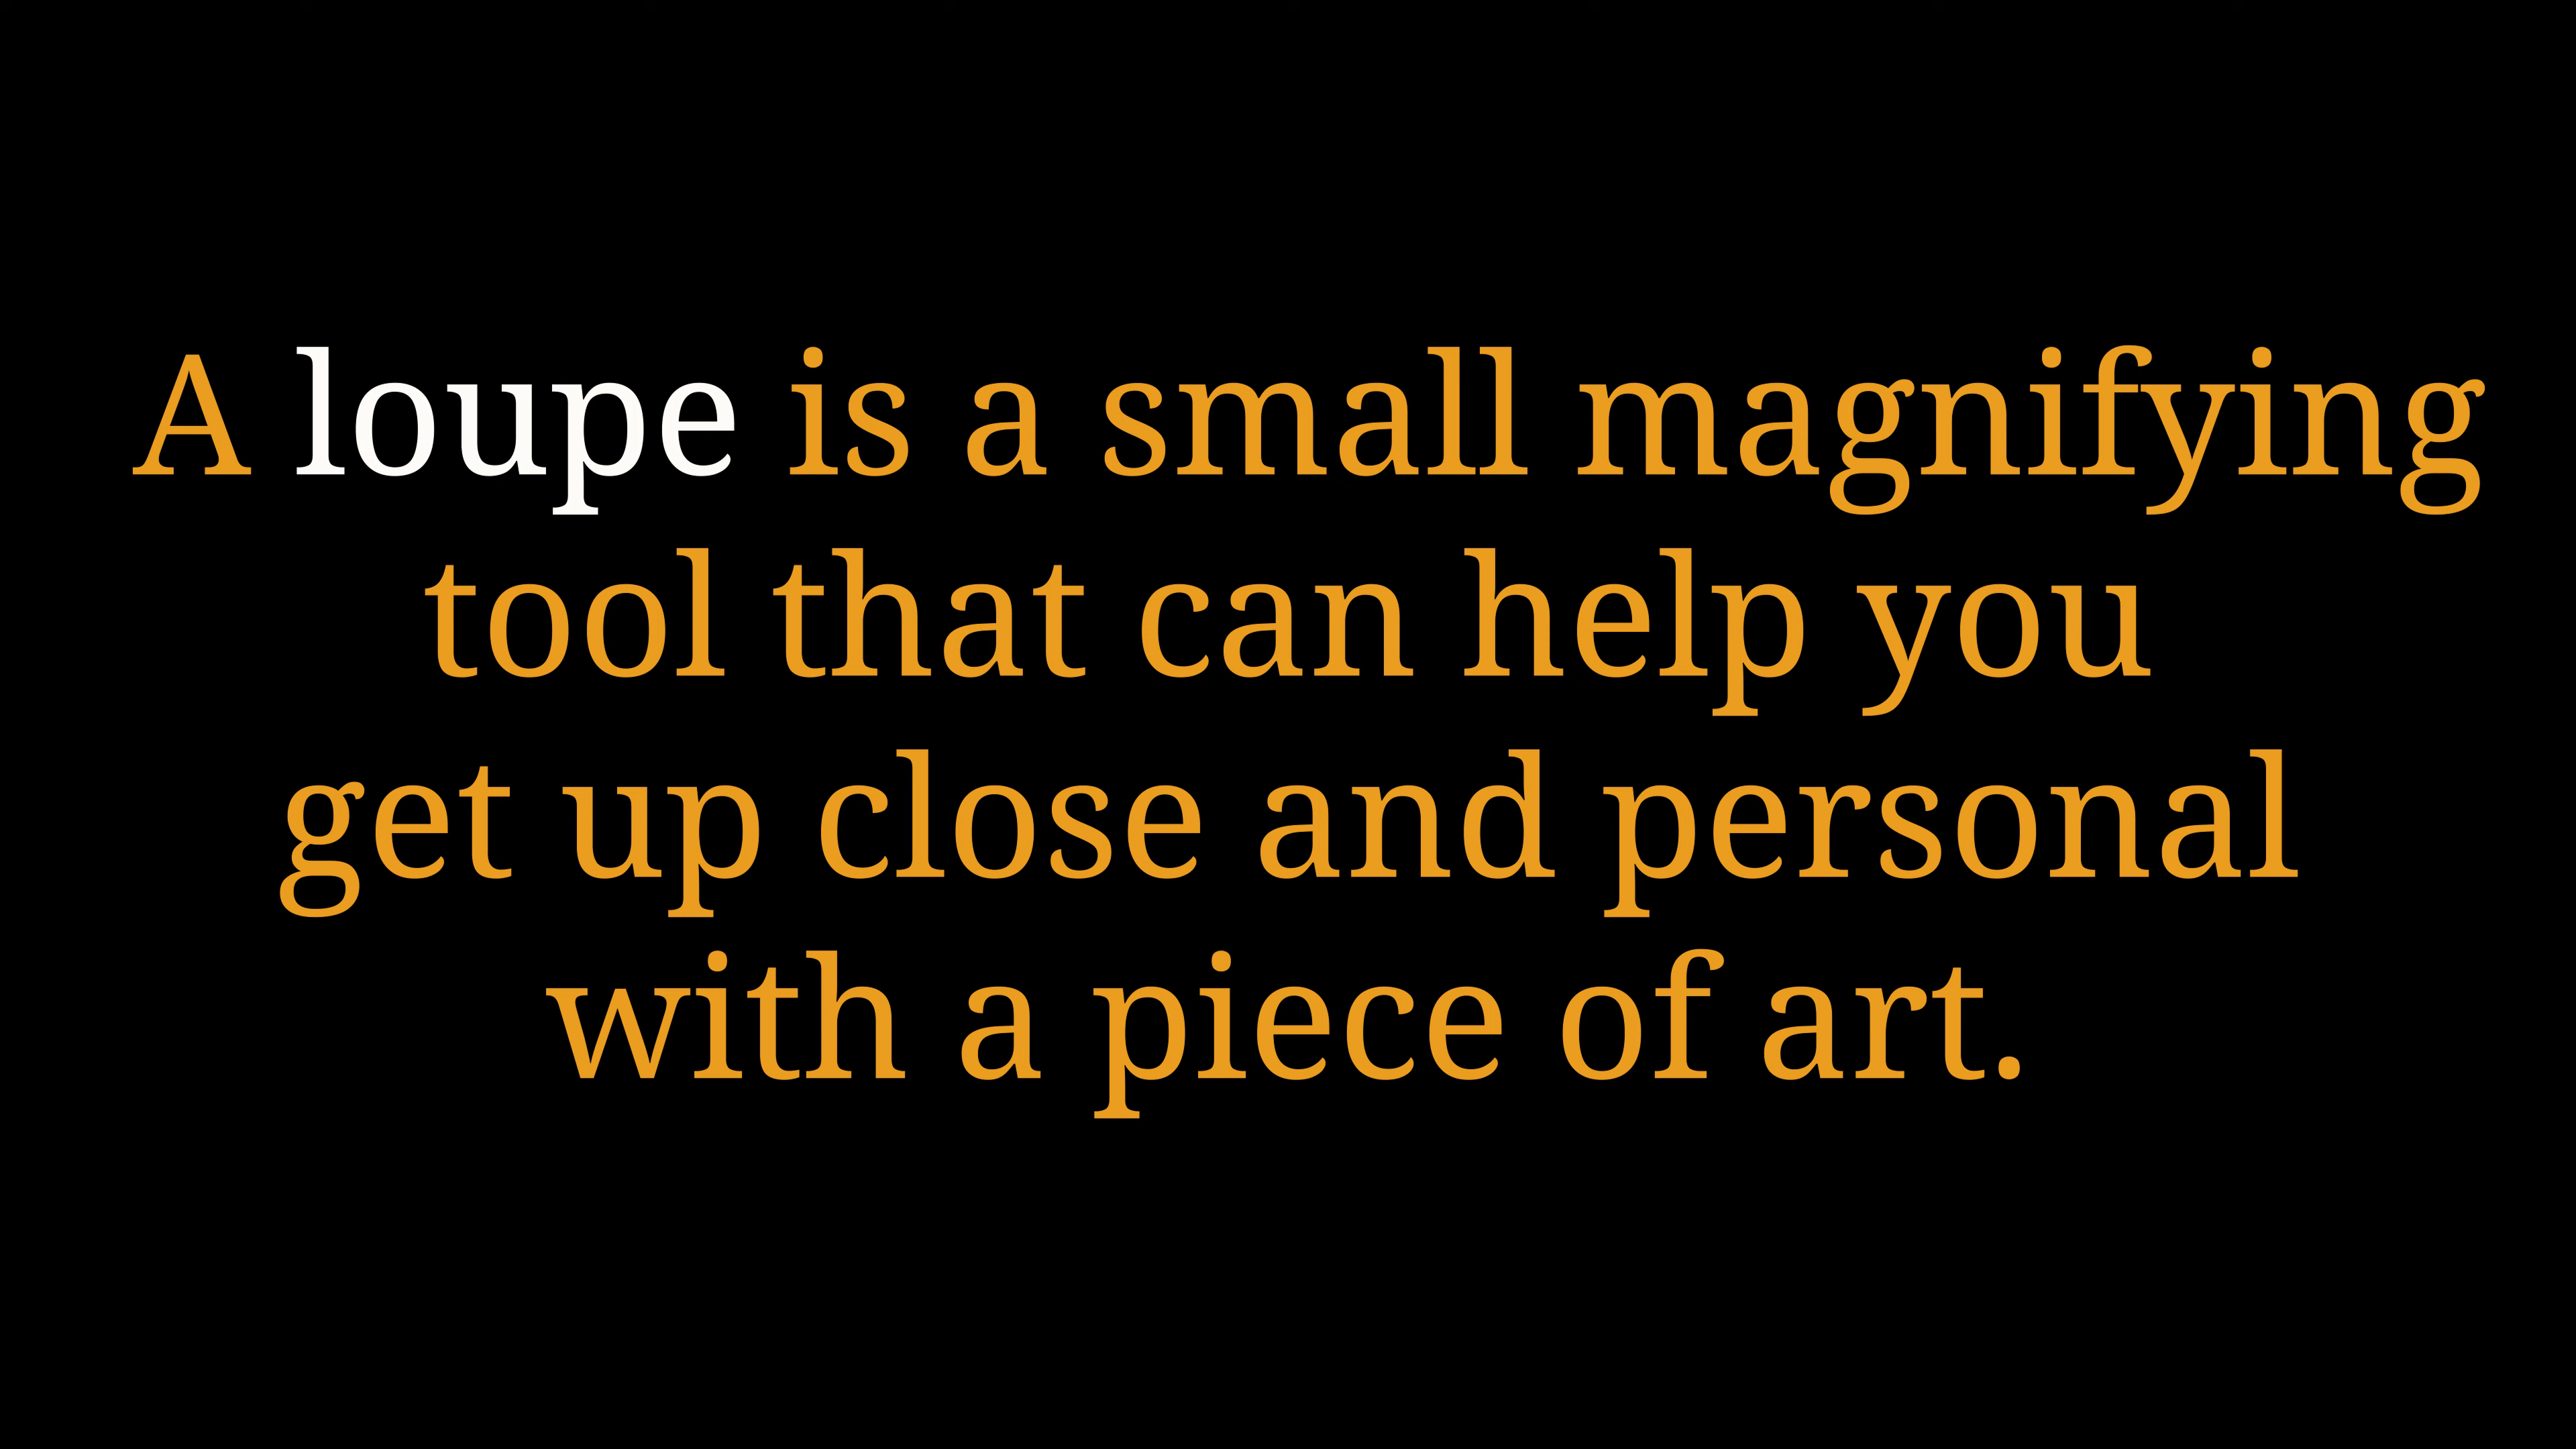 A loupe is a small magnifying
tool that can help you
get up close and personal
with a piece of art.